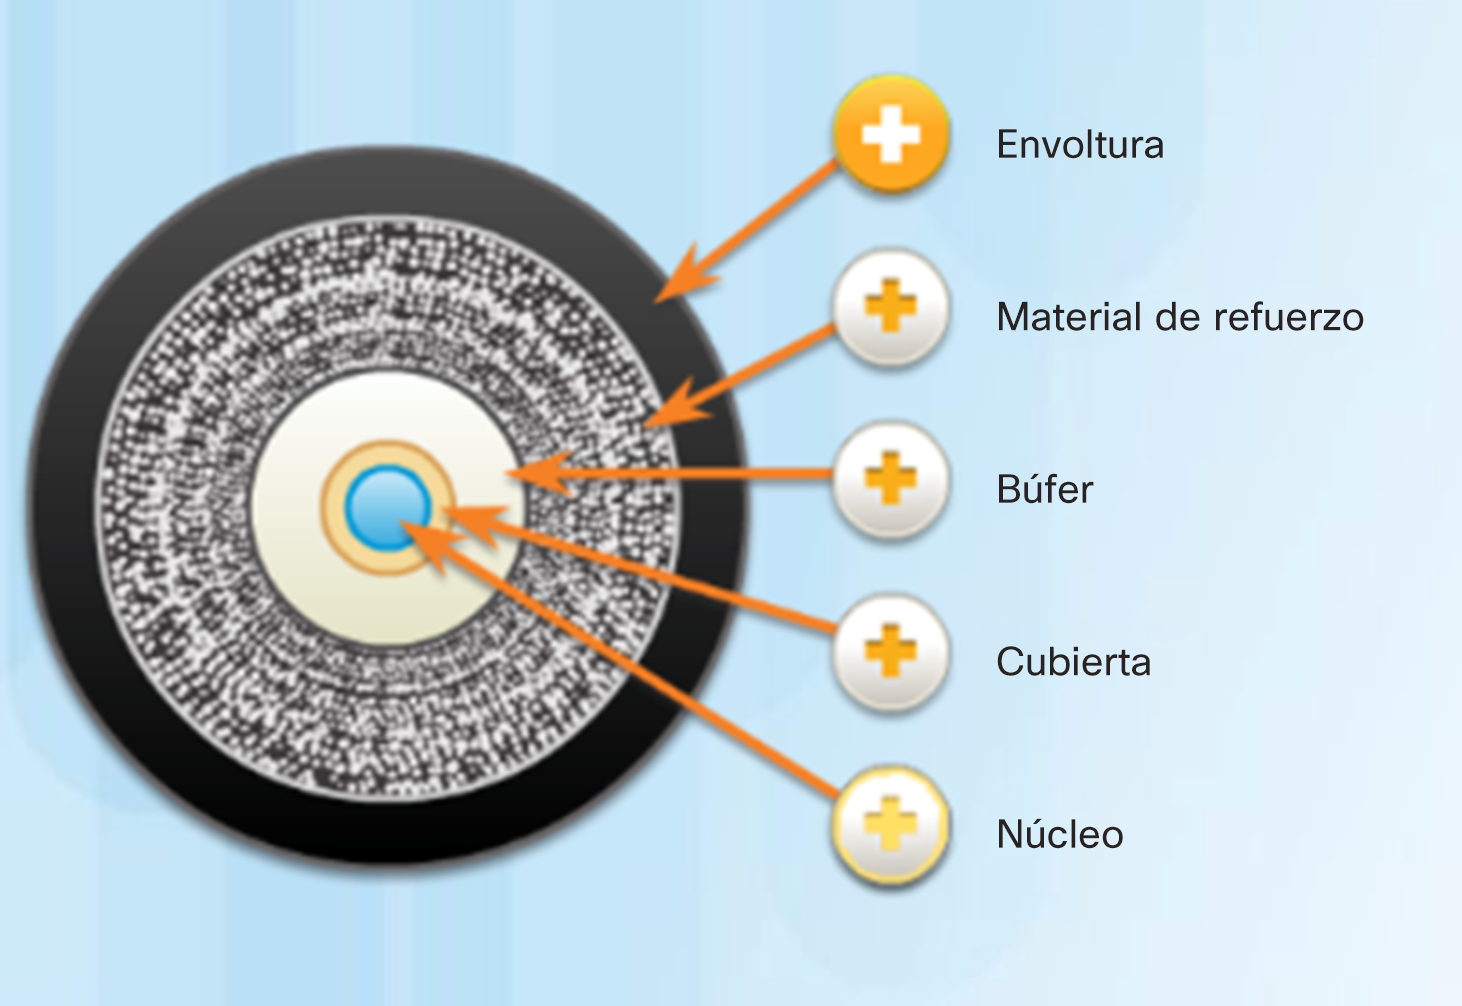 Envoltura
Material de refuerzo
Búfer
Cubierta
Núcleo